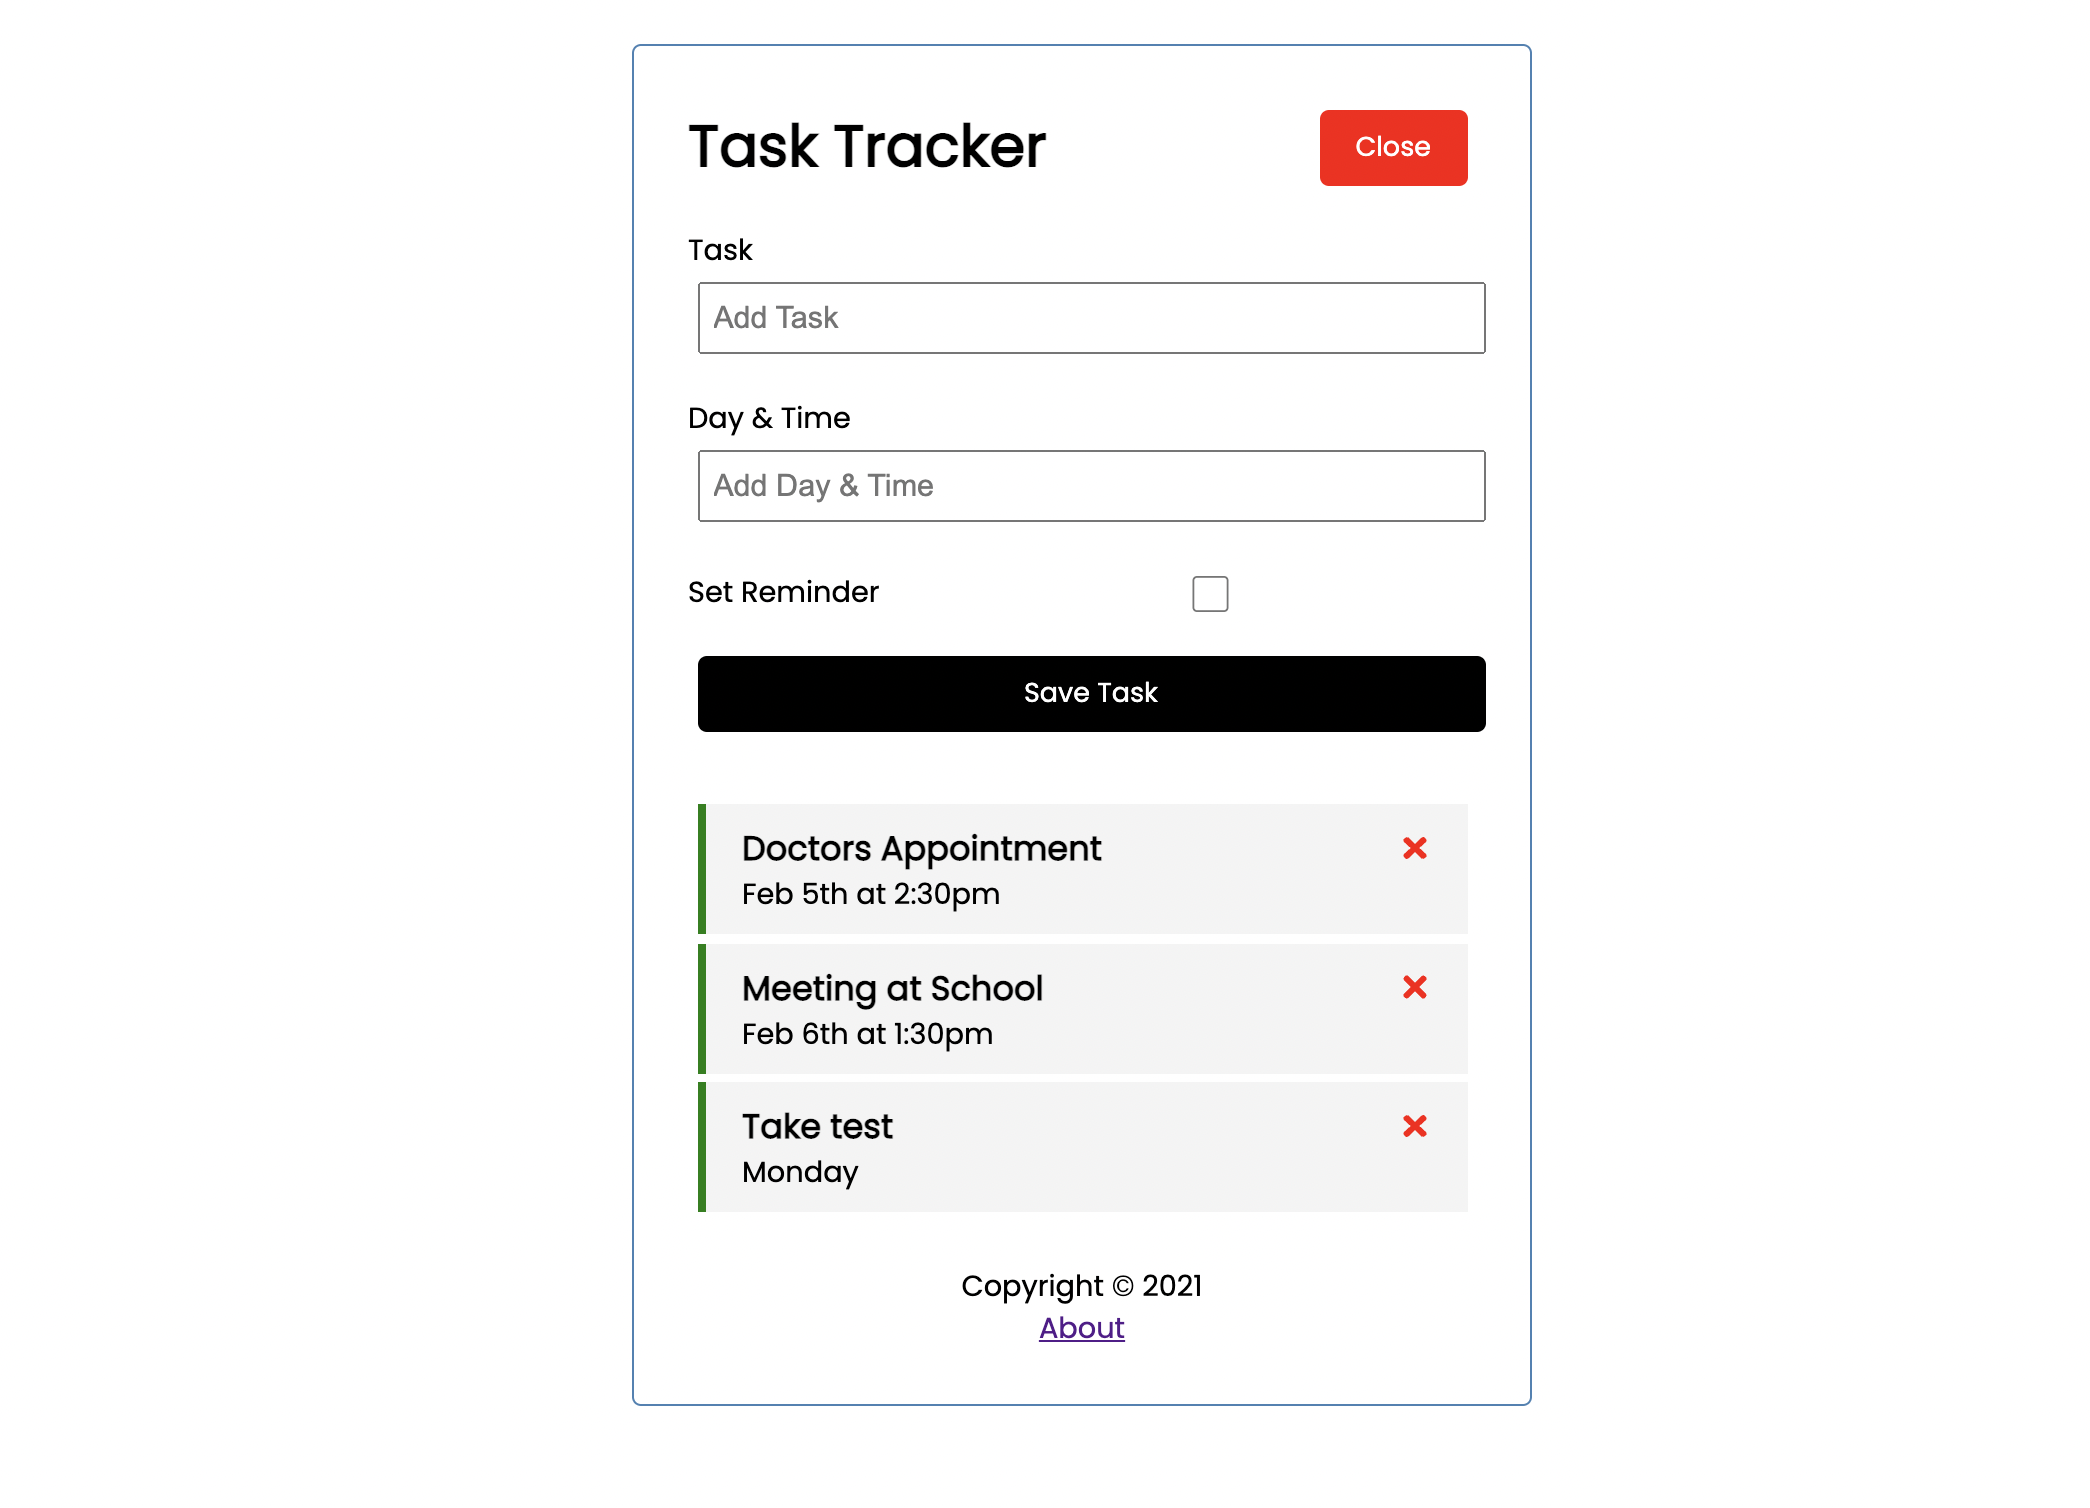 Task Tracker
Close
Task
Add Task
Day & Time
Add Day & Time
Set Reminder
Save Task
Doctors Appointment
Feb 5th at 2:30pm
Meeting at School
Feb 6th at 1:30pm
Take test
Monday
Copyright © 2021
About